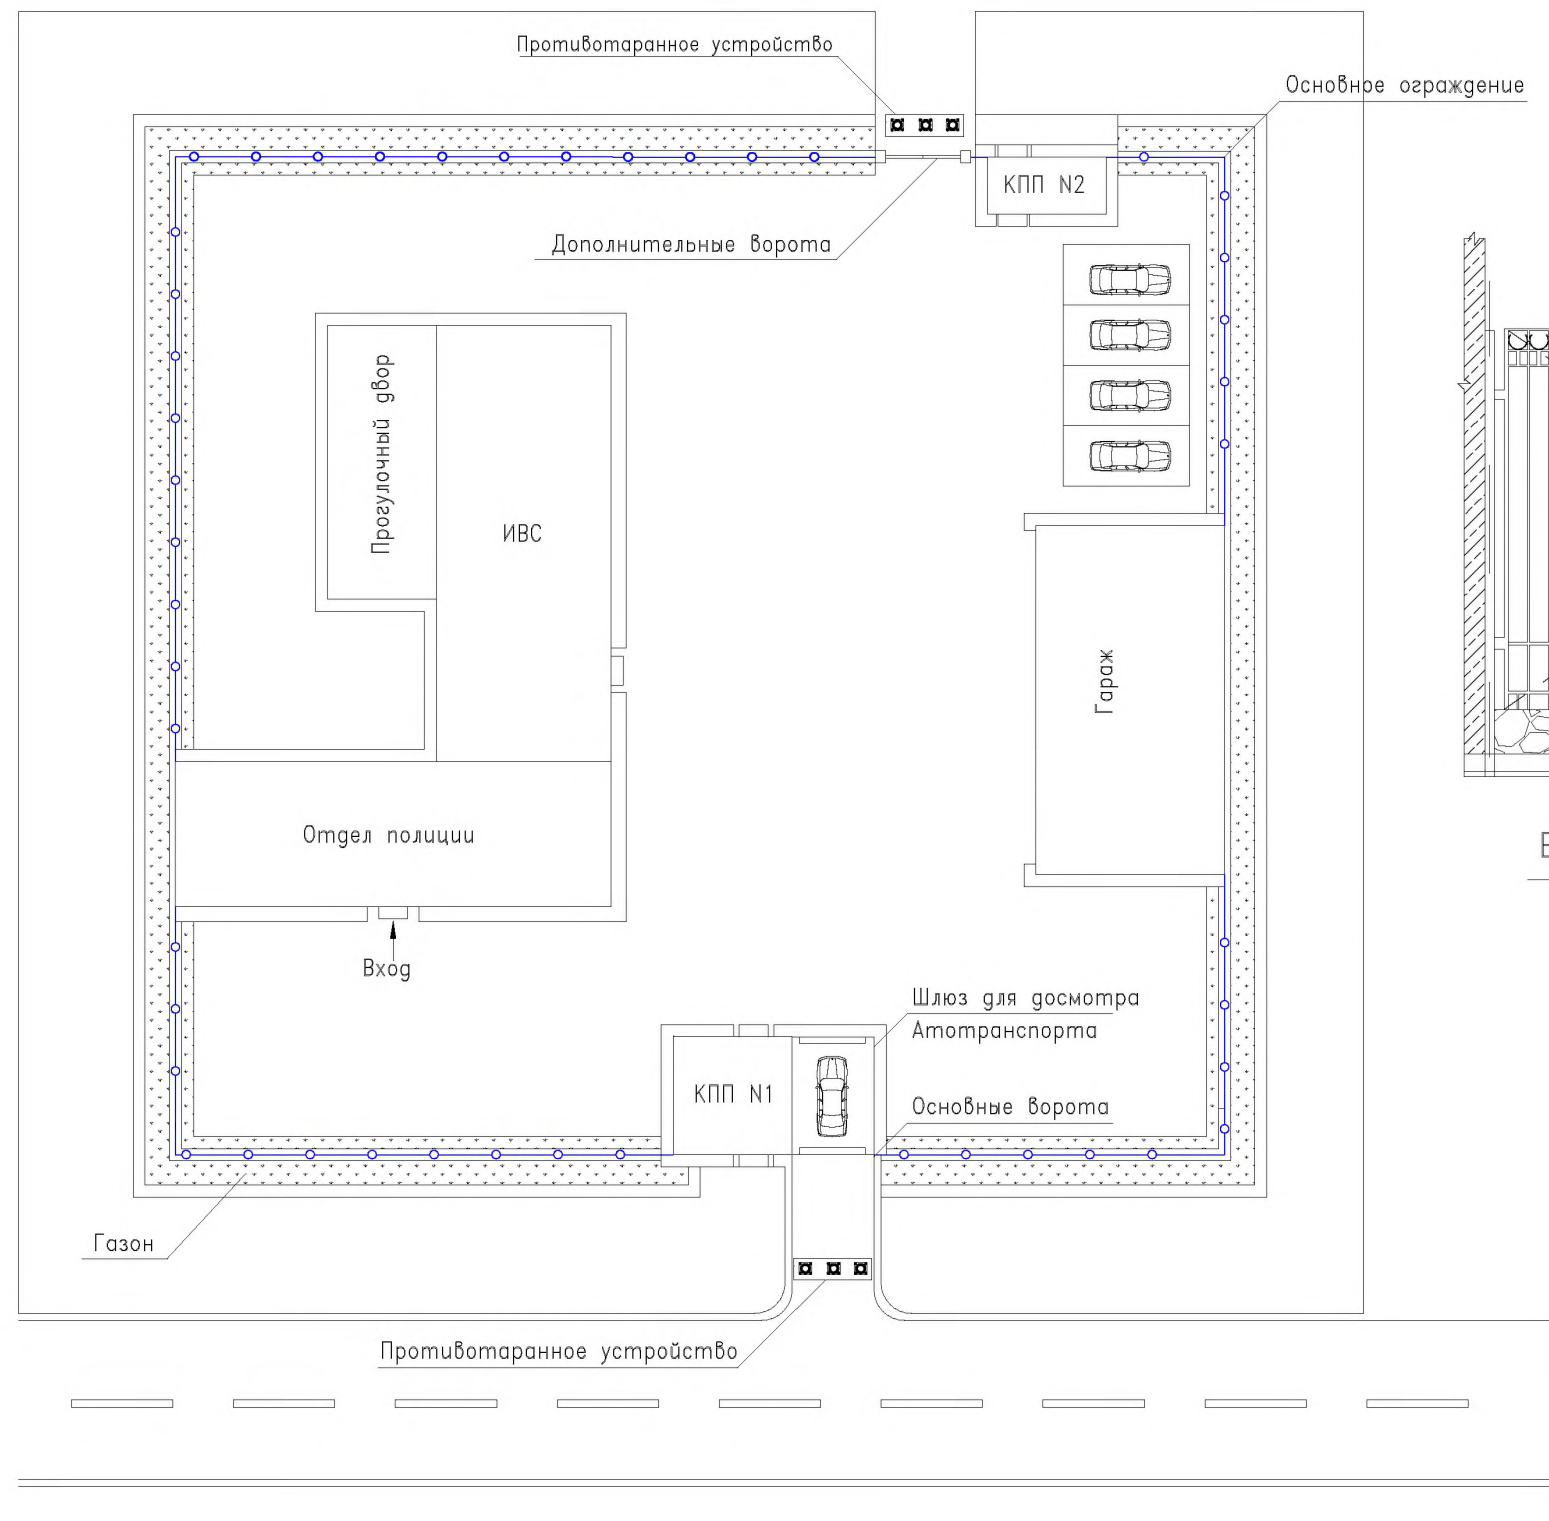 Противотаранное устройство
Основное ограждение
КПП N2
Дополнительные ворота
Прогулочный двор
ИВС
Гараж
Отдел полиции
Вход
Шлюз для досмотра
Атотранспорта
КПП N1
Основные ворота
Газон
Противотаранное устройство